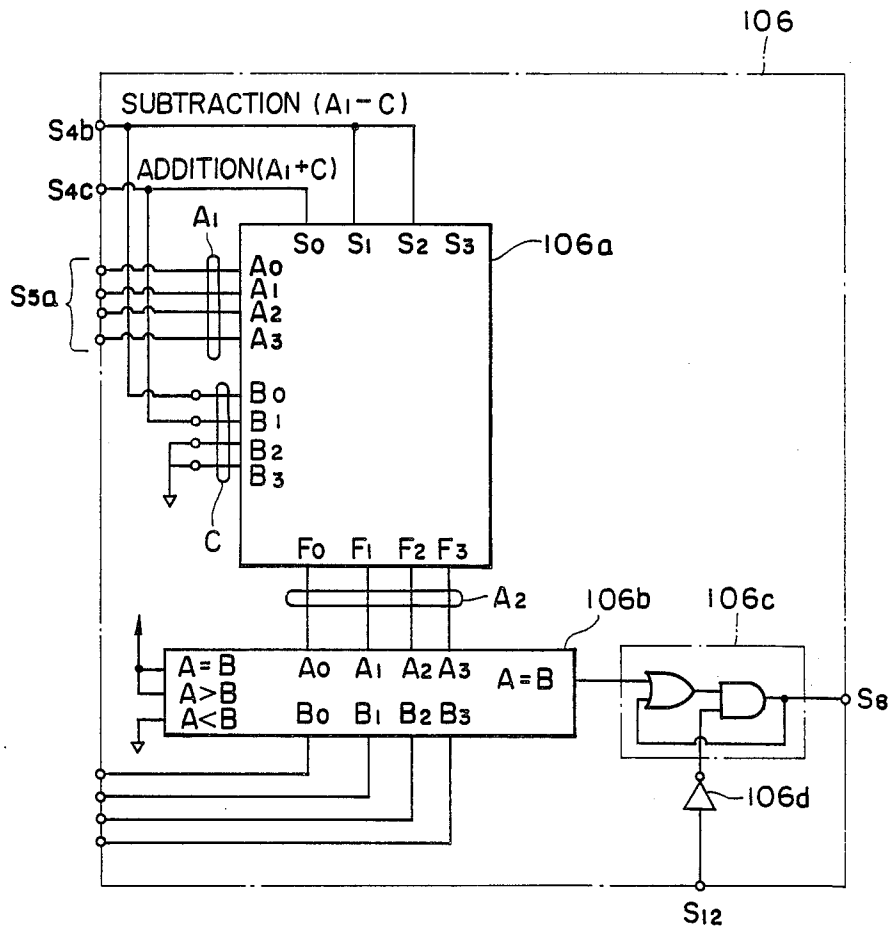 106
SUBTRACTION (A1-C)
S4b
ADDITION(A1+C)
S4c
A1
S0 S1 S2 S3
106a
S5a
A0
A1
A2
A3
B0
B1
B2
B3
C
F0 F1 F2 F3
A2
106b
106c
A=B A0 A1 A2 A3 A=B
A>B
A<B B0 B1 B2 B3
S8
106d
S12